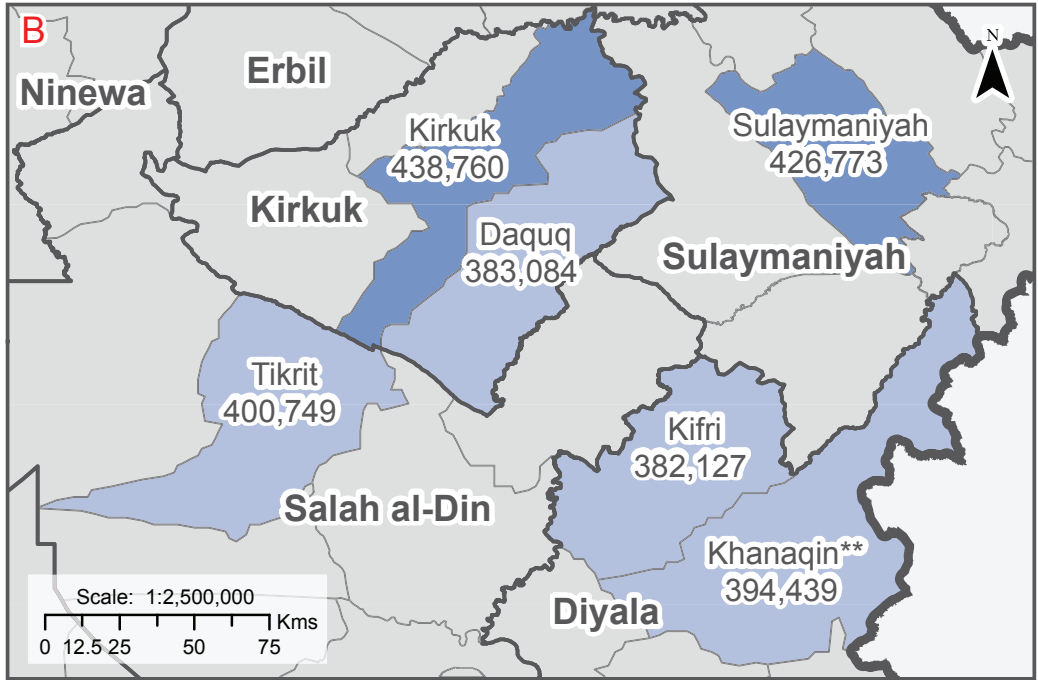 B
N
Ninewa
Erbil
Kirkuk
438,760
Sulaymaniyah
426,773
Kirkuk
Daquq
383,084
Sulaymaniyah
Tikrit
400,749
Kifri
382,127
Salah al-Din
Khanaqin**
394,439
Diyala
Scale: 1:2,500,000
Kms
0 12.5 25 50 75